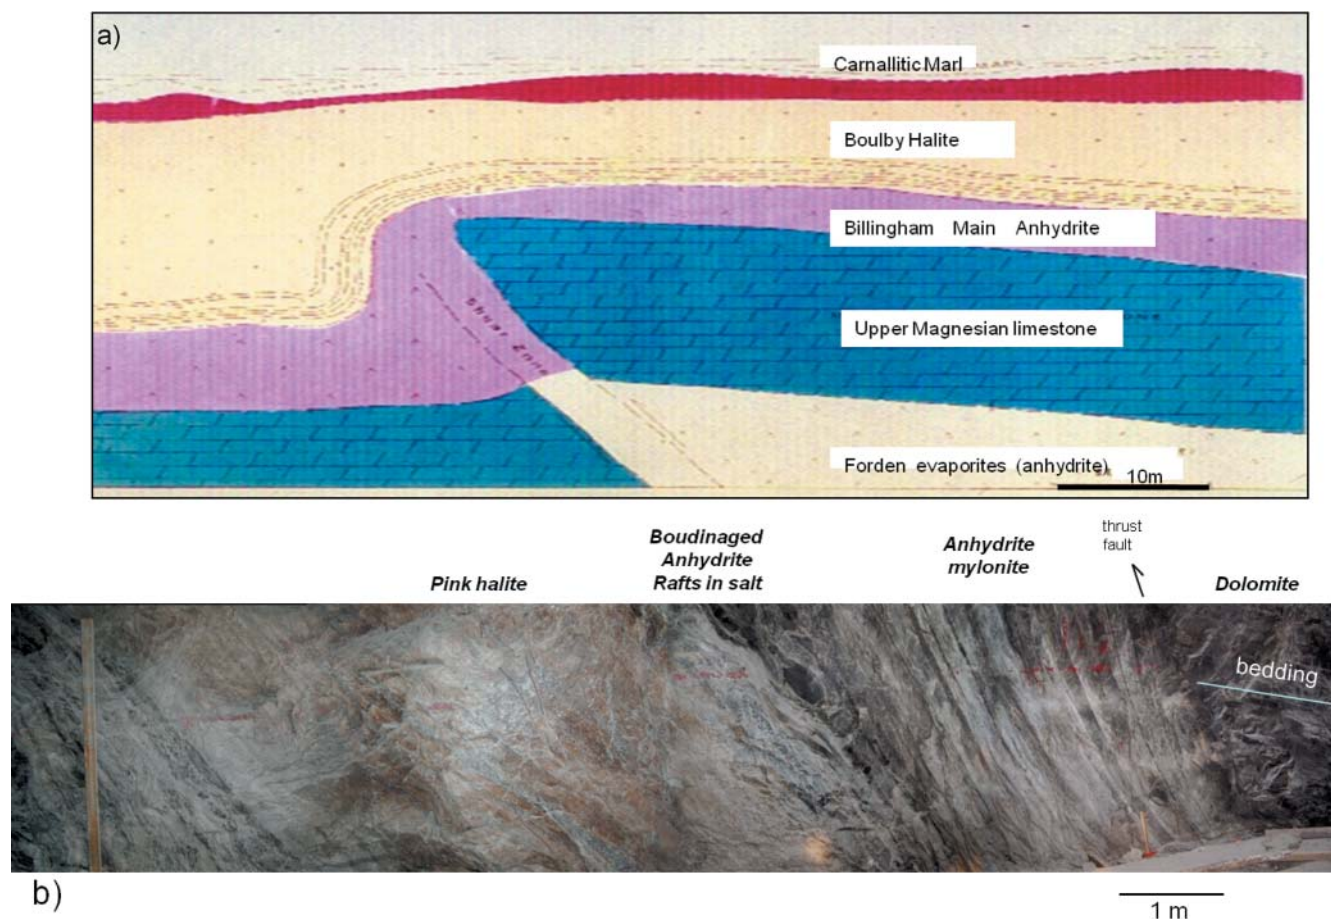 a)
Carnallitic Marl
Boulby Halite
Billingham Main Anhydrite
Shear Zone
Upper Magnesian limestone
Forden evaporites (anhydrite)
10m
Boudinaged
Anhydrite
Rafts in salt
Pink halite
Anhydrite
mylonite
thrust
fault
Dolomite
bedding
b)
1 m